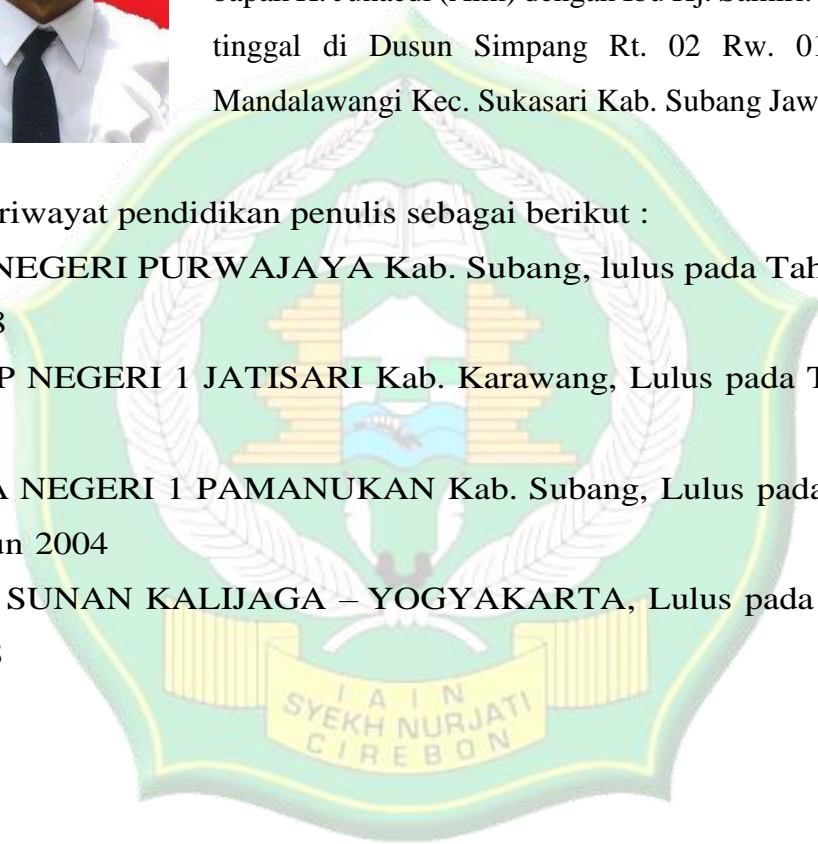 tinggal di Dusun Simpang Rt. 02 Rw. 01
Mandalawangi Kec. Sukasari Kab. Subang Jaw
riwayat pendidikan penulis sebagai berikut :
NEGERI PURWAJAYA Kab. Subang, lulus pada Tah
8
P NEGERI 1 JATISARI Kab. Karawang, Lulus pada T
A NEGERI 1 PAMANUKAN Kab. Subang, Lulus pada
un 2004
SUNAN KALIJAGA – YOGYAKARTA, Lulus pada
IAIN
SYEKH NURJATI
CIREBON